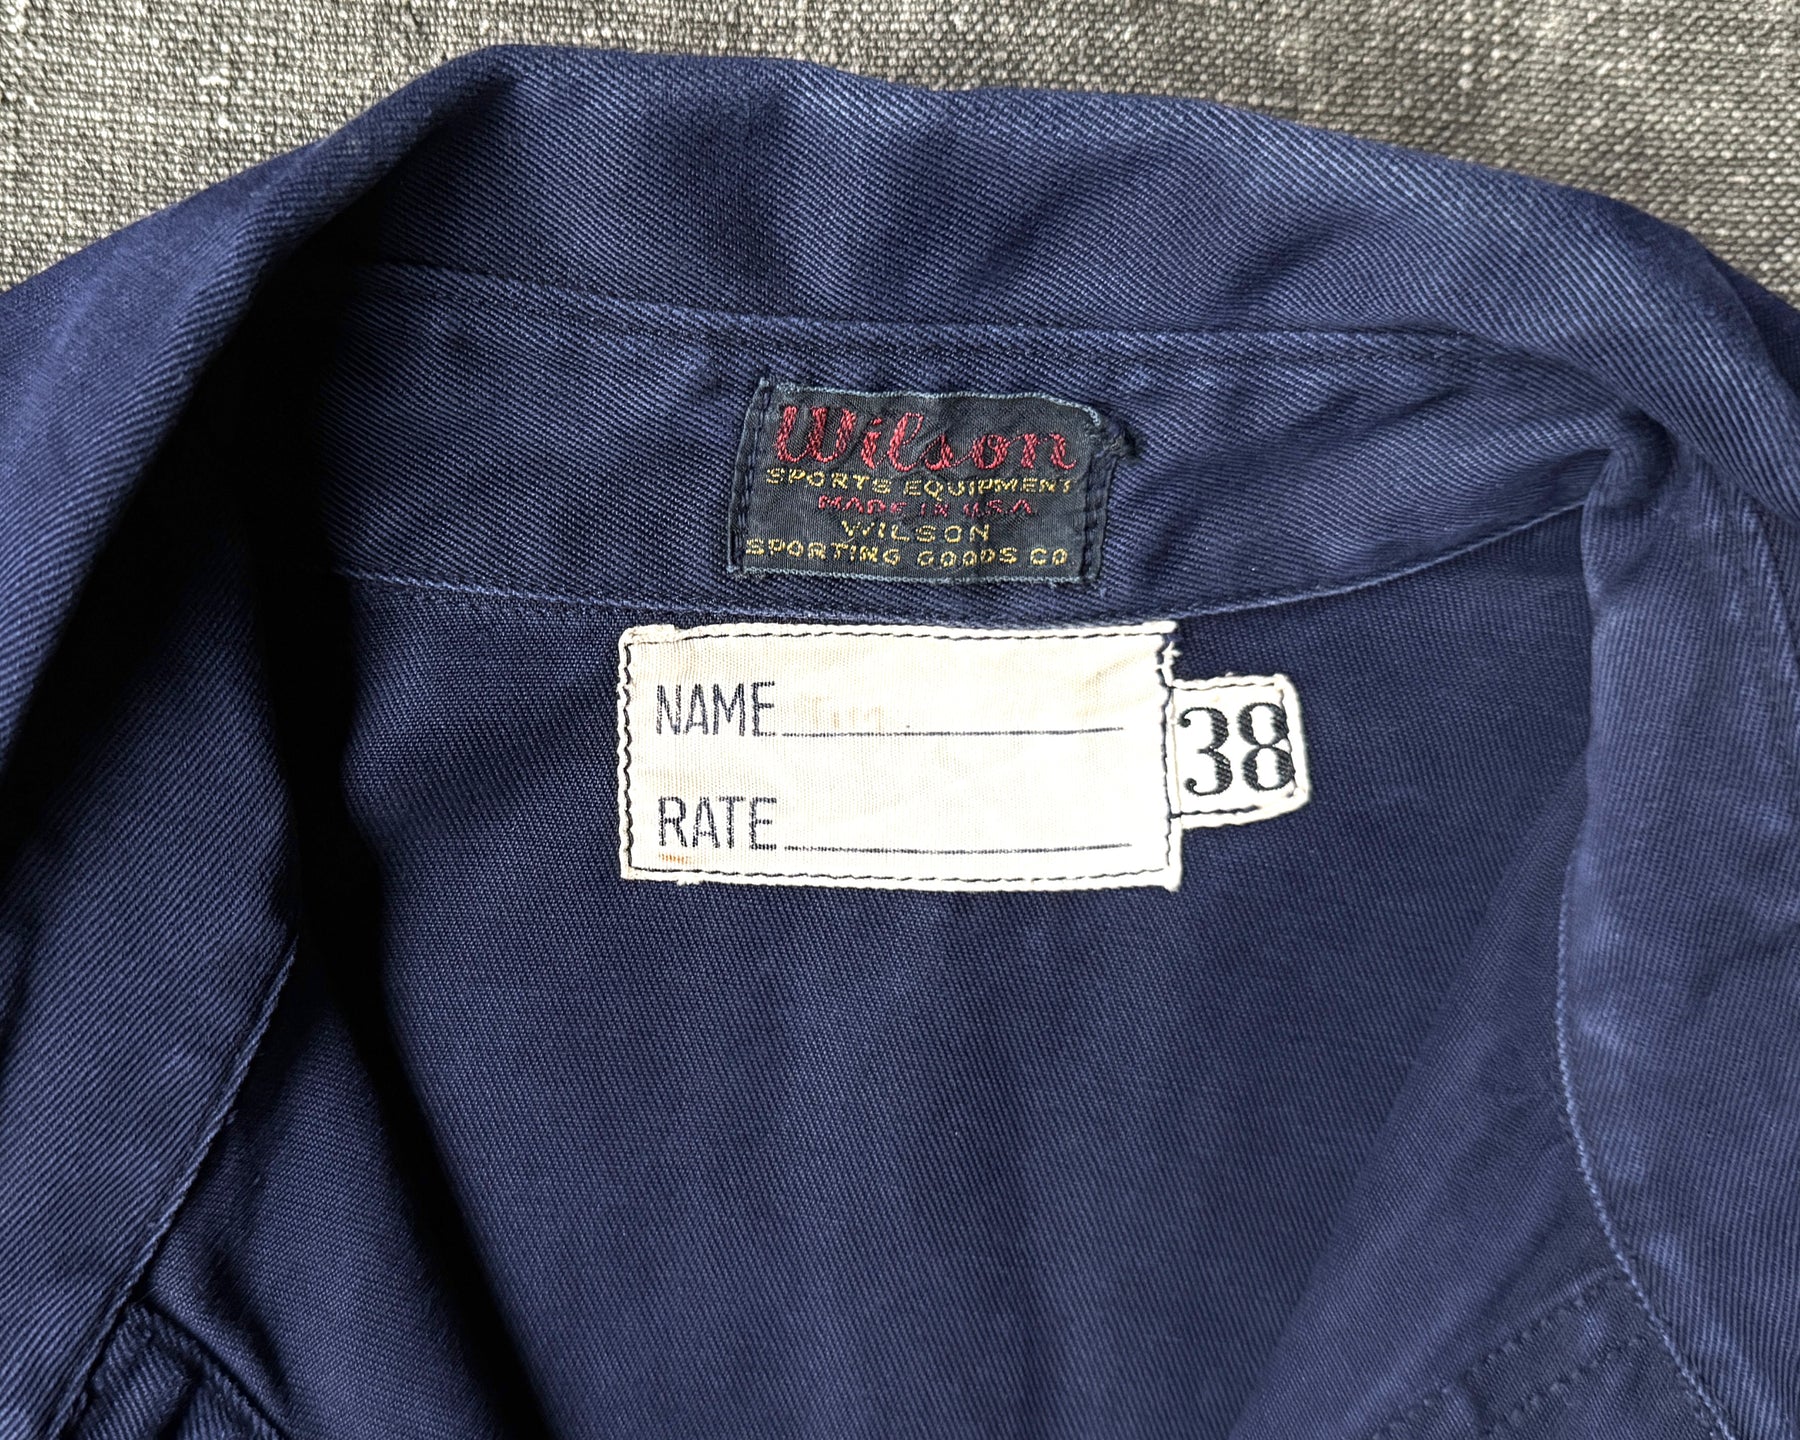 Wilson
SPORTS EQUIPMENT
MADE IN U.S.A
WILSON
SPORTING GOODS CO
NAME
RATE
38